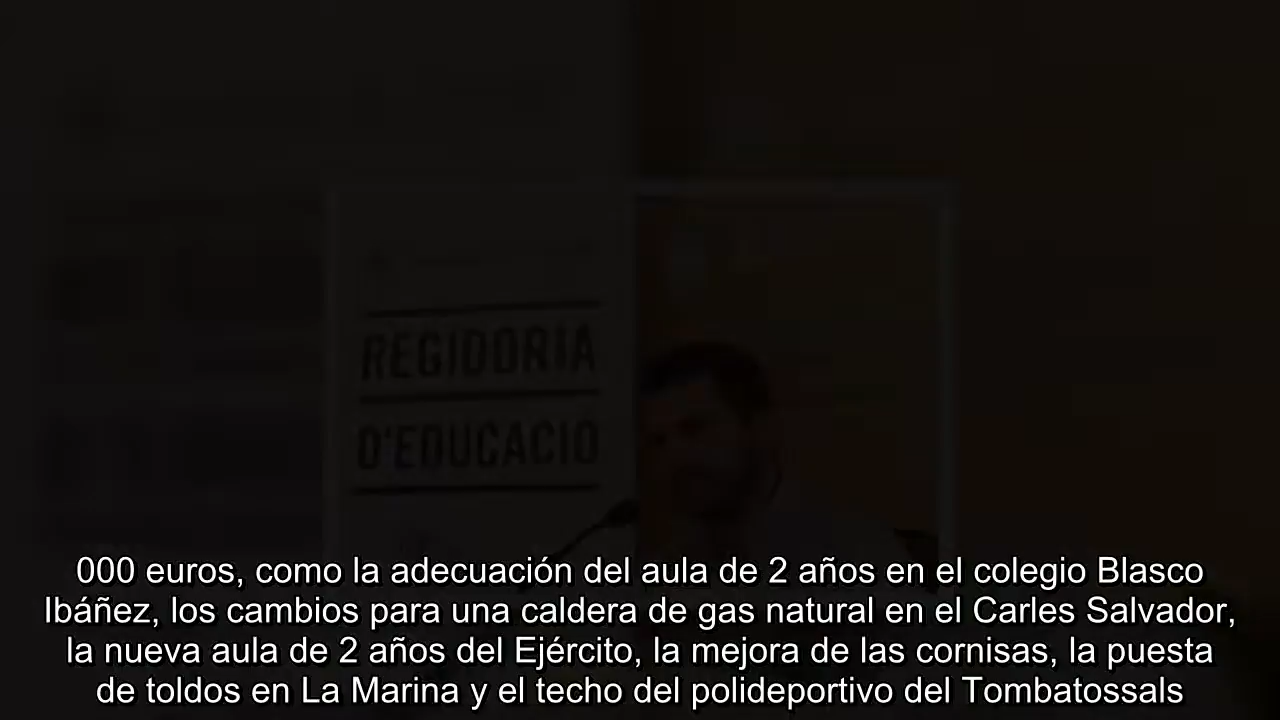 REGIDORIA
D'EDUCACIÓ
000 euros, como la adecuación del aula de 2 años en el colegio Blasco
Ibáñez, los cambios para una caldera de gas natural en el Carles Salvador,
la nueva aula de 2 años del Ejército, la mejora de las cornisas, la puesta
de toldos en La Marina y el techo del polideportivo del Tombatossals